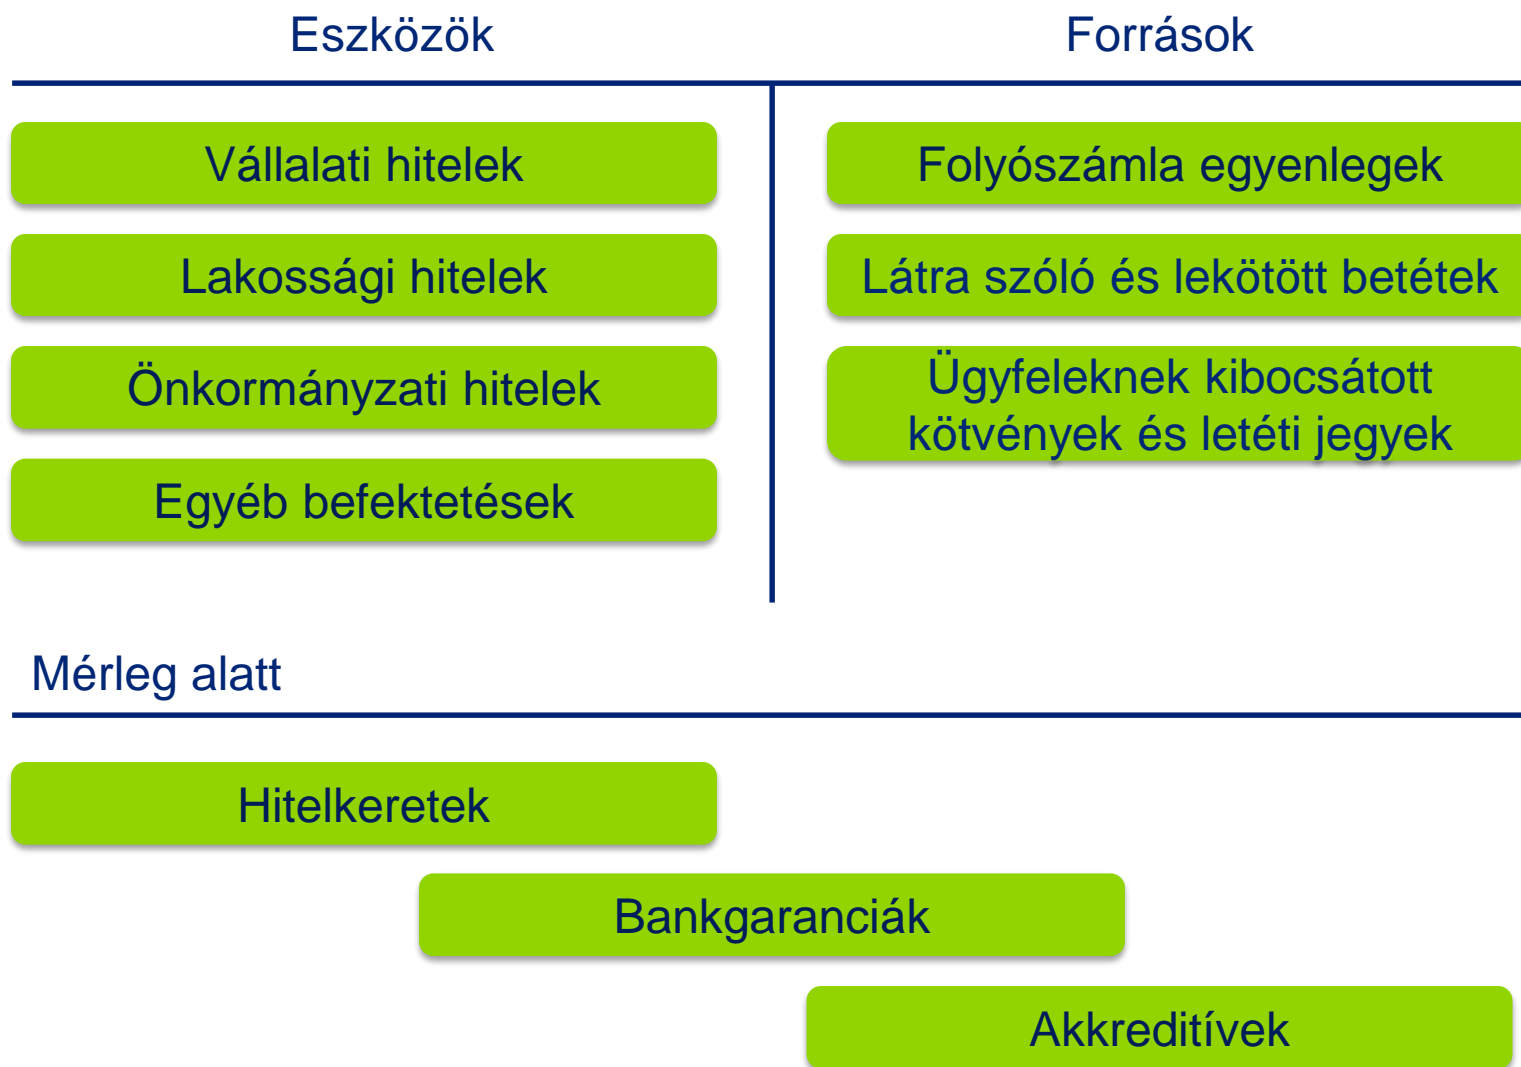 Eszközök
Források
Vállalati hitelek
Lakossági hitelek
Önkormányzati hitelek
Egyéb befektetések
Folyószámla egyenlegek
Látra szóló és lekötött betétek
Ügyfeleknek kibocsátott
kötvények és letéti jegyek
Mérleg alatt
Hitelkeretek
Bankgaranciák
Akkreditívek